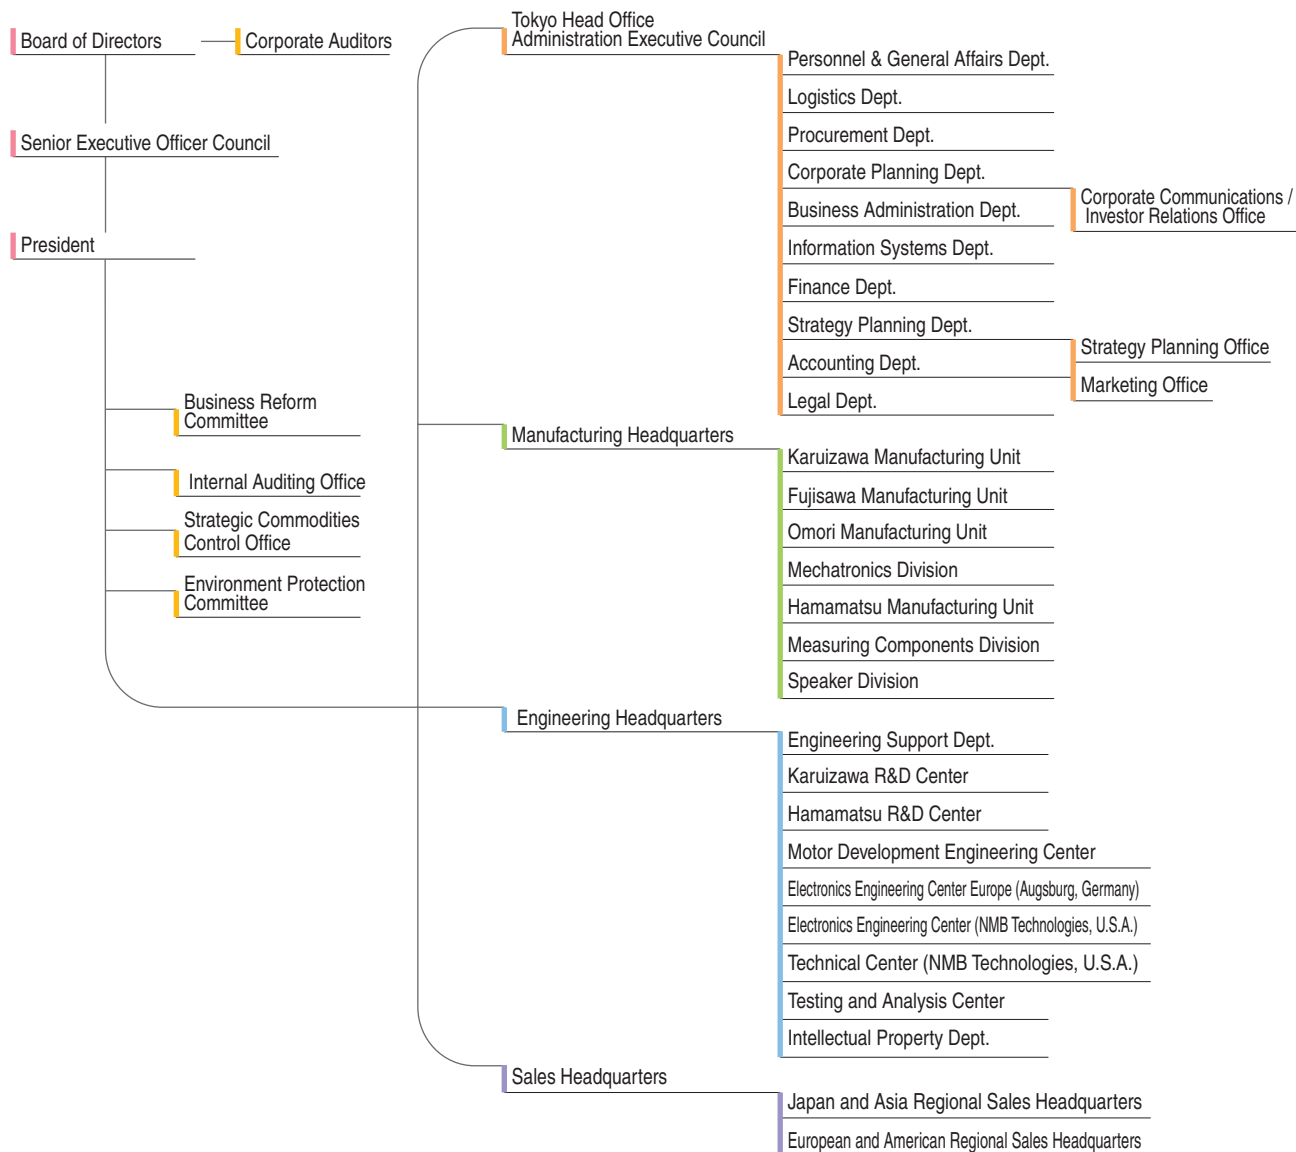 Board of Directors
Corporate Auditors
Senior Executive Officer Council
President
Business Reform
Committee
Internal Auditing Office
Strategic Commodities
Control Office
Environment Protection
Committee
Tokyo Head Office
Administration Executive Council
Personnel & General Affairs Dept.
Logistics Dept.
Procurement Dept.
Corporate Planning Dept.
Corporate Communications /
Investor Relations Office
Business Administration Dept.
Information Systems Dept.
Finance Dept.
Strategy Planning Dept.
Strategy Planning Office
Accounting Dept.
Marketing Office
Legal Dept.
Manufacturing Headquarters
Karuizawa Manufacturing Unit
Fujisawa Manufacturing Unit
Omori Manufacturing Unit
Mechatronics Division
Hamamatsu Manufacturing Unit
Measuring Components Division
Speaker Division
Engineering Headquarters
Engineering Support Dept.
Karuizawa R&D Center
Hamamatsu R&D Center
Motor Development Engineering Center
Electronics Engineering Center Europe (Augsburg, Germany)
Electronics Engineering Center (NMB Technologies, U.S.A.)
Technical Center (NMB Technologies, U.S.A.)
Testing and Analysis Center
Intellectual Property Dept.
Sales Headquarters
Japan and Asia Regional Sales Headquarters
European and American Regional Sales Headquarters